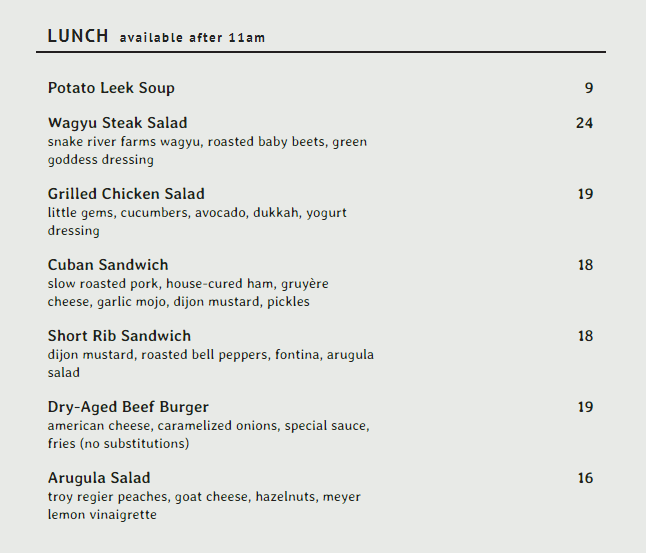 LUNCH available after 11am
Potato Leek Soup 9
Wagyu Steak Salad 24
snake river farms wagyu, roasted baby beets, green
goddess dressing
Grilled Chicken Salad 19
little gems, cucumbers, avocado, dukkah, yogurt
dressing
Cuban Sandwich 18
slow roasted pork, house-cured ham, gruyère
cheese, garlic mojo, dijon mustard, pickles
Short Rib Sandwich 18
dijon mustard, roasted bell peppers, fontina, arugula
salad
Dry-Aged Beef Burger 19
american cheese, caramelized onions, special sauce,
fries (no substitutions)
Arugula Salad 16
troy regier peaches, goat cheese, hazelnuts, meyer
lemon vinaigrette